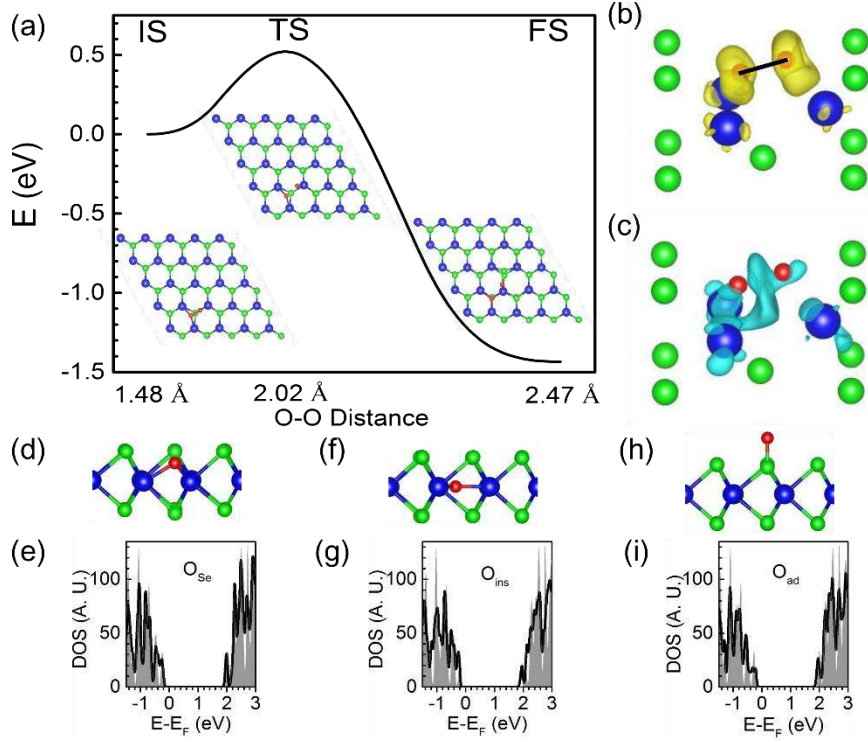 (a)
IS TS FS
0.5
0.0
-0.5
-1.0
-1.5
E (eV)
1.48 Å 2.02 Å 2.47 Å
O-O Distance
(b)
(c)
(d) (f) (h)
(e) (g) (i)
O_Se O_ins O_ad
DOS (A. U.) DOS (A. U.) DOS (A. U.)
100 100 100
50 50 50
0 0 0
-1 0 1 2 3 -1 0 1 2 3 -1 0 1 2 3
E-E_F (eV) E-E_F (eV) E-E_F (eV)